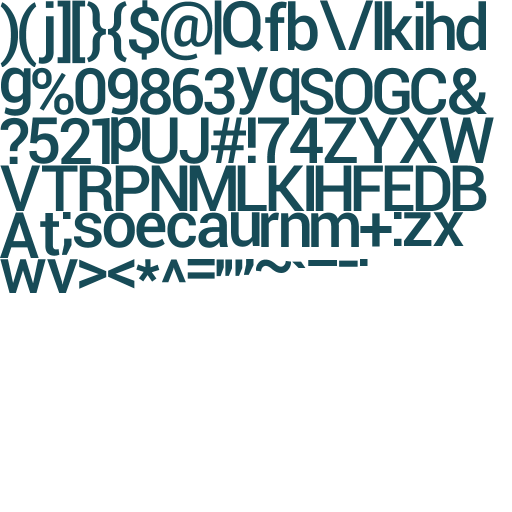 )(j][}{$@|Qfb\/lkihd
g%09863yqSOGC&
?521pUJ#!74ZYXW
VTRPNMLKIHFEDB
At;soecaurnm+:zx
wv><*^="",~`_-.